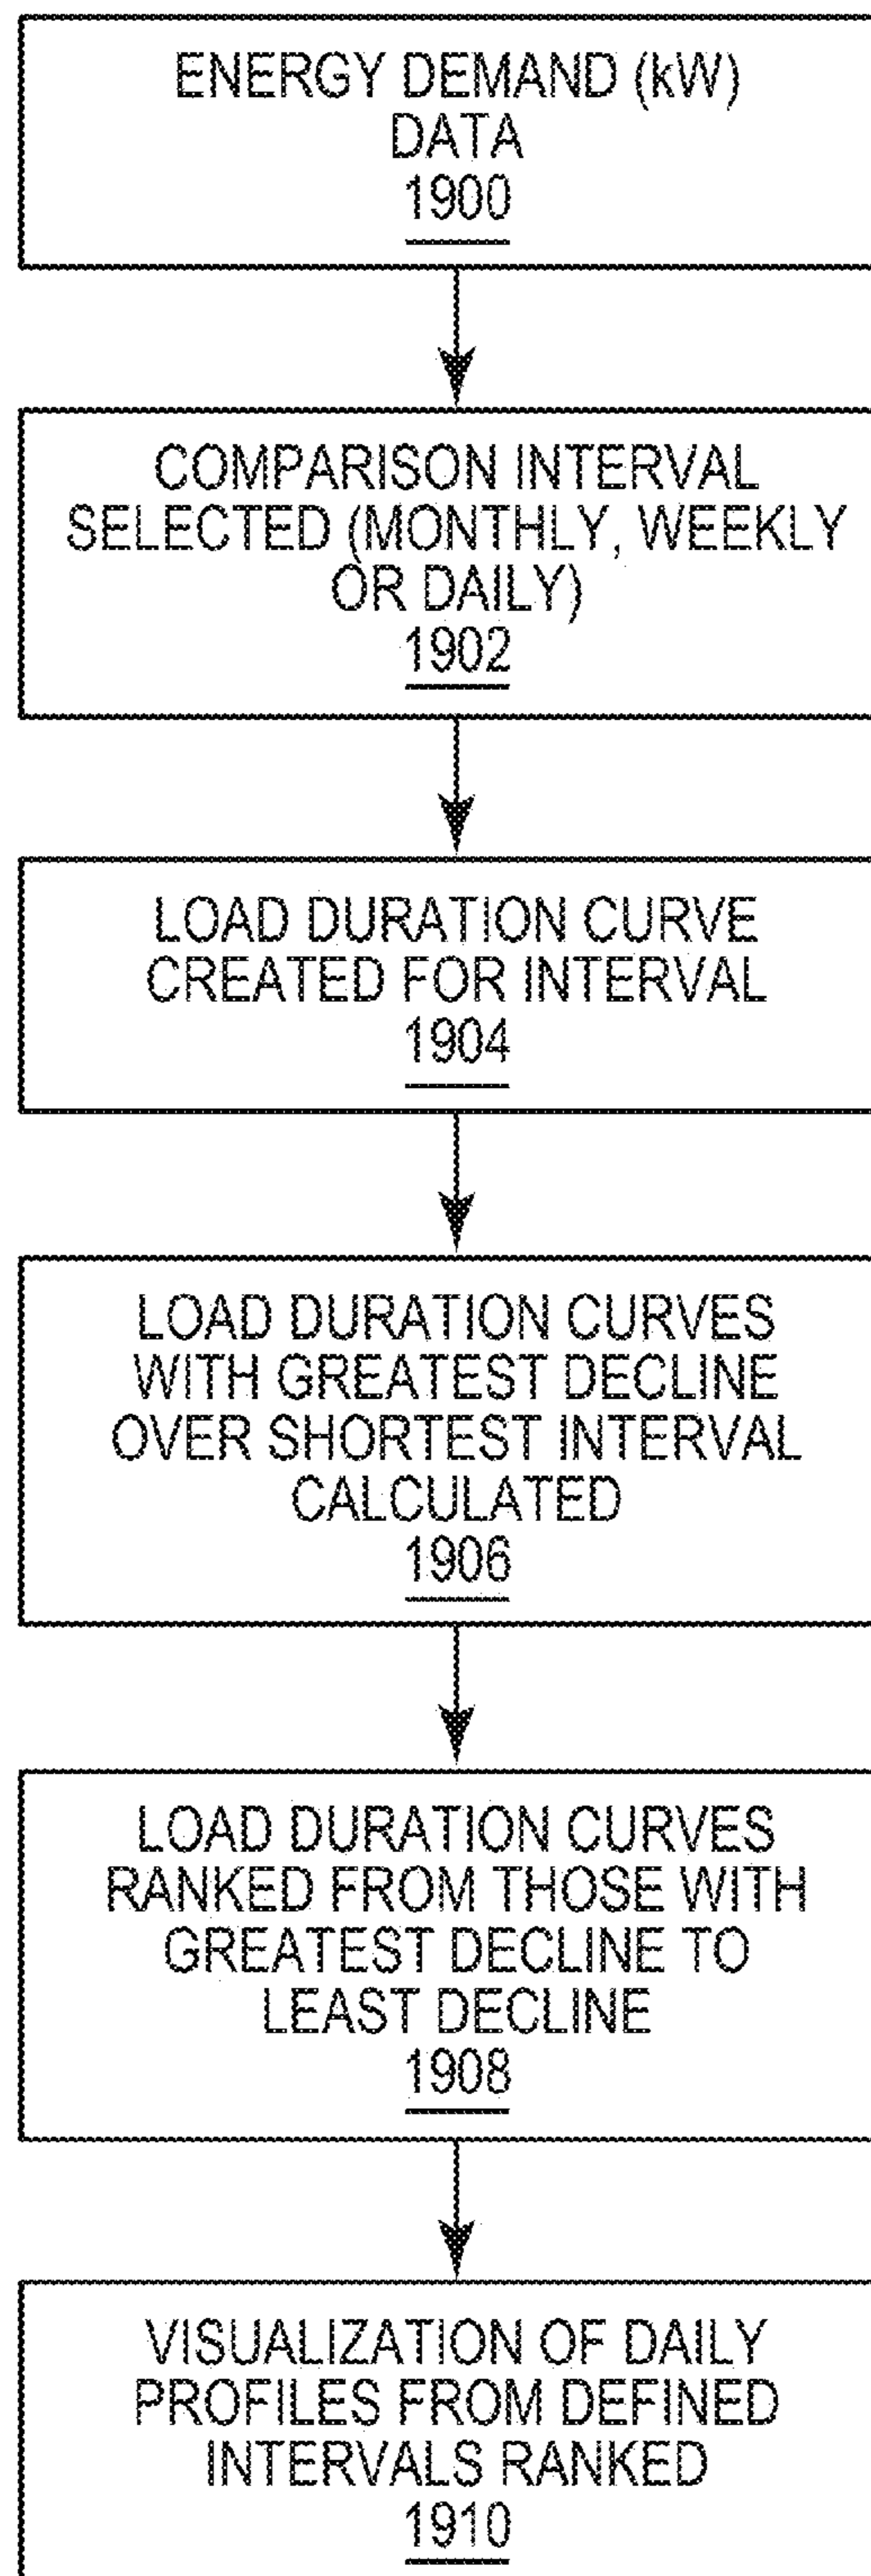 ENERGY DEMAND (kW)
DATA
1900
COMPARISON INTERVAL
SELECTED (MONTHLY, WEEKLY
OR DAILY)
1902
LOAD DURATION CURVE
CREATED FOR INTERVAL
1904
LOAD DURATION CURVES
WITH GREATEST DECLINE
OVER SHORTEST INTERVAL
CALCULATED
1906
LOAD DURATION CURVES
RANKED FROM THOSE WITH
GREATEST DECLINE TO
LEAST DECLINE
1908
VISUALIZATION OF DAILY
PROFILES FROM DEFINED
INTERVALS RANKED
1910